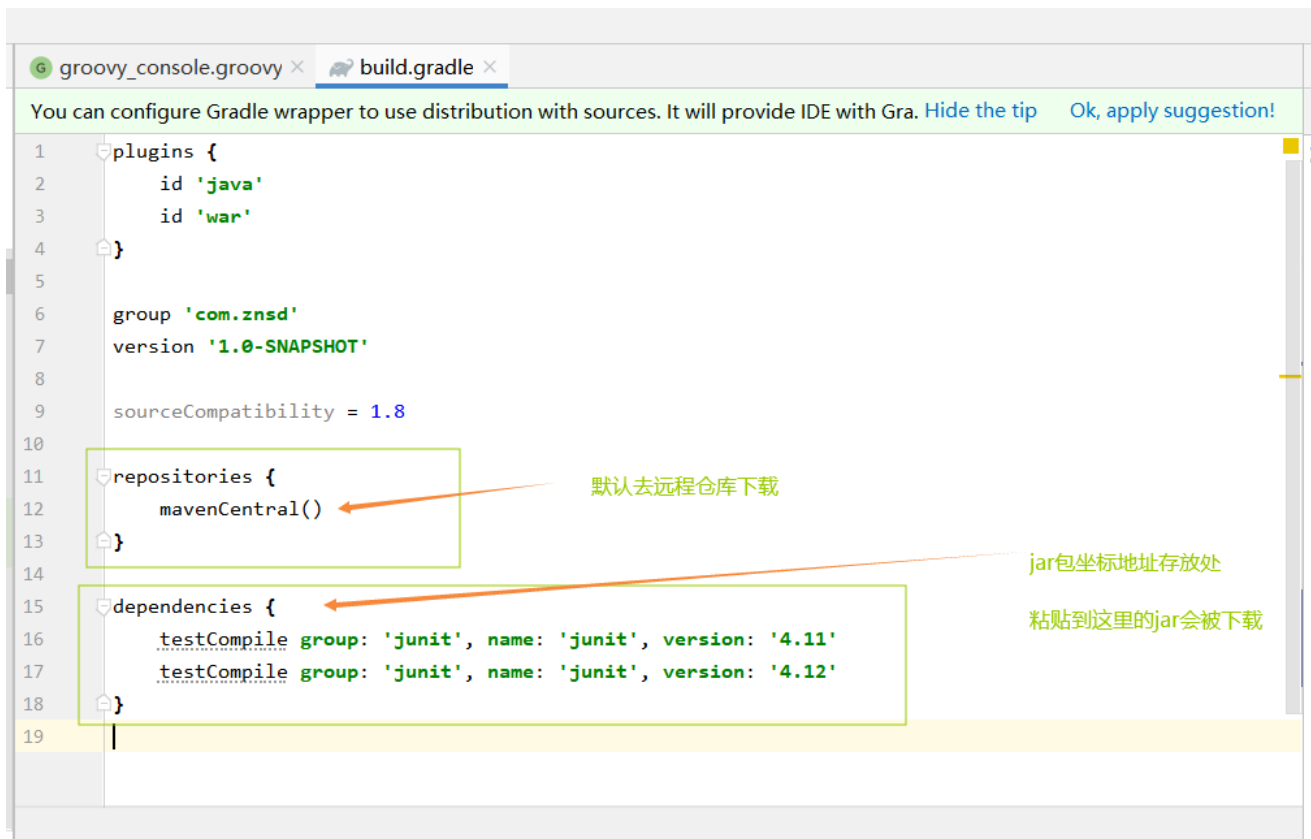 groovy_console.groovy build.gradle
You can configure Gradle wrapper to use distribution with sources. It will provide IDE with Gra. Hide the tip Ok, apply suggestion!
1 plugins {
2 id 'java'
3 id 'war'
4 }
5
6 group 'com.znsd'
7 version '1.0-SNAPSHOT'
8
9 sourceCompatibility = 1.8
10
11 repositories {
默认去远程仓库下载
12 mavenCentral()
13 }
14
jar包坐标地址存放处
15 dependencies {
粘贴到这里的jar会被下载
16 testCompile group: 'junit', name: 'junit', version: '4.11'
17 testCompile group: 'junit', name: 'junit', version: '4.12'
18 }
19